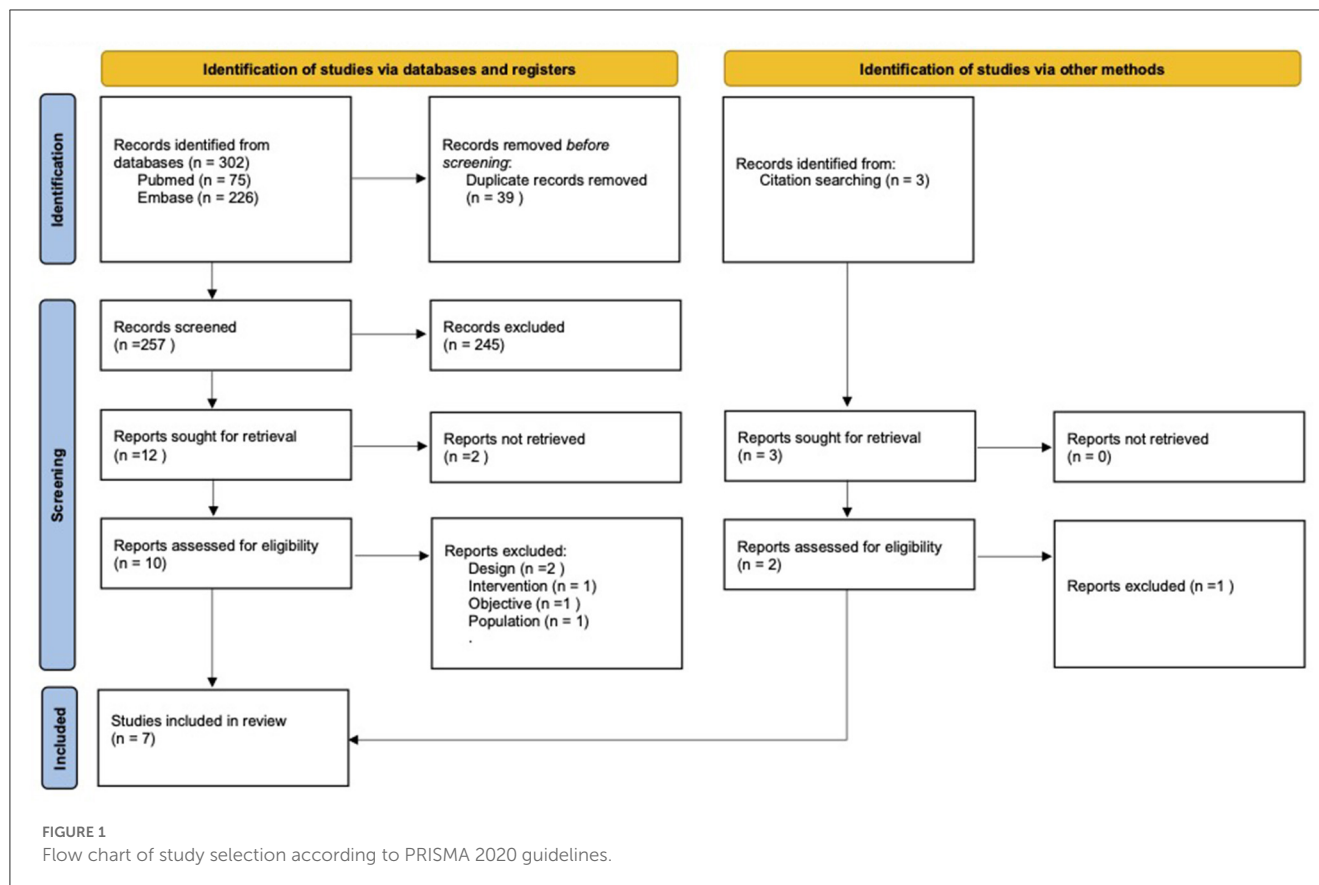 Identification of studies via databases and registers
Identification of studies via other methods
Identification
Records identified from
databases (n = 302)
Pubmed (n = 75)
Embase (n = 226)
Records removed before
screening:
Duplicate records removed
(n = 39 )
Records identified from:
Citation searching (n = 3)
Screening
Records screened
(n =257 )
Records excluded
(n = 245)
Reports sought for retrieval
(n =12 )
Reports not retrieved
(n =2 )
Reports sought for retrieval
(n = 3)
Reports not retrieved
(n = 0)
Reports assessed for eligibility
(n = 10)
Reports excluded:
Design (n =2 )
Intervention (n = 1)
Objective (n =1 )
Population (n = 1)
.
Reports assessed for eligibility
(n = 2)
Reports excluded (n =1 )
Included
Studies included in review
(n = 7)
FIGURE 1
Flow chart of study selection according to PRISMA 2020 guidelines.